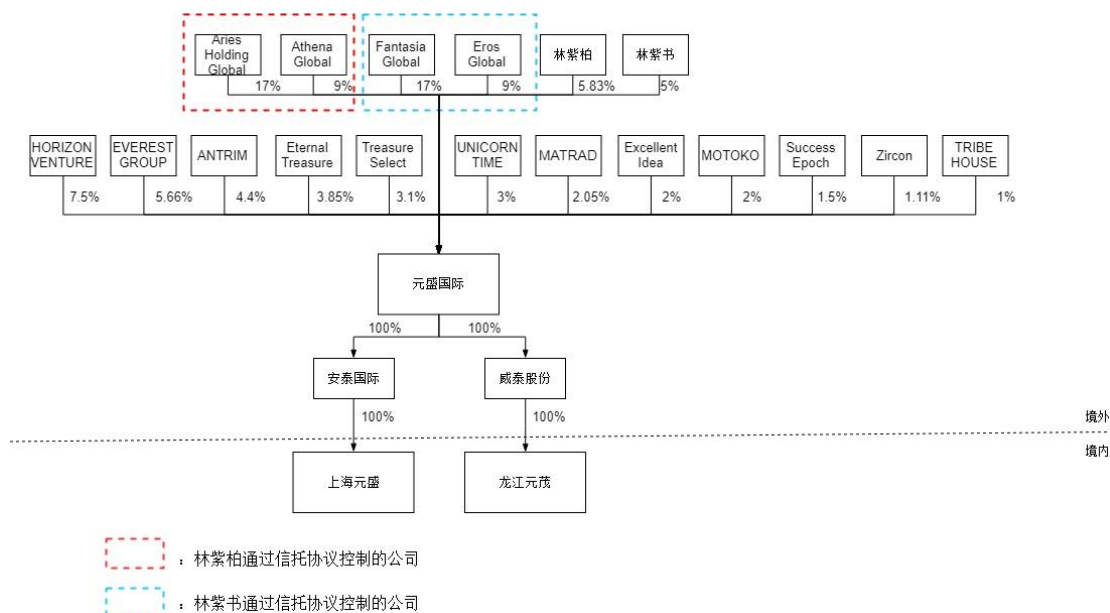 Aries
Holding
Global
Athena
Global
Fantasia
Global
Eros
Global
林紫柏
林紫书
17%
9%
17%
9%
5.83%
5%
HORIZON
VENTURE
EVEREST
GROUP
ANTRIM
Eternal
Treasure
Treasure
Select
UNICORN
TIME
MATRAD
Excellent
Idea
MOTOKO
Success
Epoch
Zircon
TRIBE
HOUSE
7.5%
5.66%
4.4%
3.85%
3.1%
3%
2.05%
2%
2%
1.5%
1.11%
1%
元盛国际
100%
100%
安泰国际
威泰股份
100%
100%
境外
境内
上海元盛
龙江元茂
：林紫柏通过信托协议控制的公司
：林紫书通过信托协议控制的公司